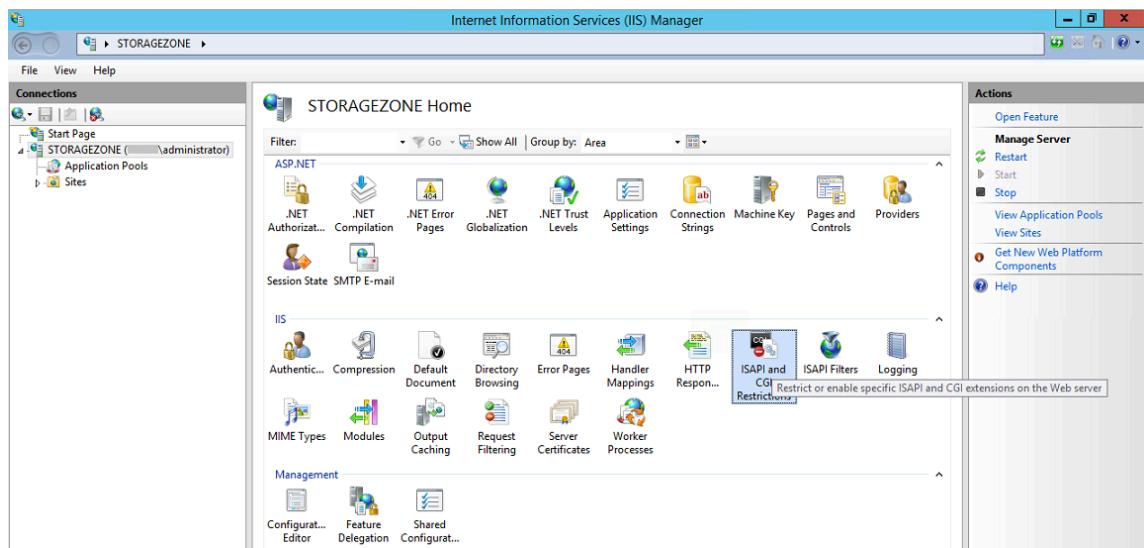 Internet Information Services (IIS) Manager
STORAGEZONE
File View Help
Connections
Start Page
STORAGEZONE ( \administrator)
Application Pools
Sites
STORAGEZONE Home
Filter: Go Show All Group by: Area
ASP.NET
.NET Authorizat...
.NET Compilation
.NET Error Pages
.NET Globalization
.NET Trust Levels
Application Settings
Connection Strings
Machine Key
Pages and Controls
Providers
Session State
SMTP E-mail
IIS
Authentic...
Compression
Default Document
Directory Browsing
Error Pages
Handler Mappings
HTTP Respon...
ISAPI and CGI Restrictions
ISAPI Filters
Logging
Restrict or enable specific ISAPI and CGI extensions on the Web server
MIME Types
Modules
Output Caching
Request Filtering
Server Certificates
Worker Processes
Management
Configurat... Editor
Feature Delegation
Shared Configurat...
Actions
Open Feature
Manage Server
Restart
Start
Stop
View Application Pools
View Sites
Get New Web Platform Components
Help